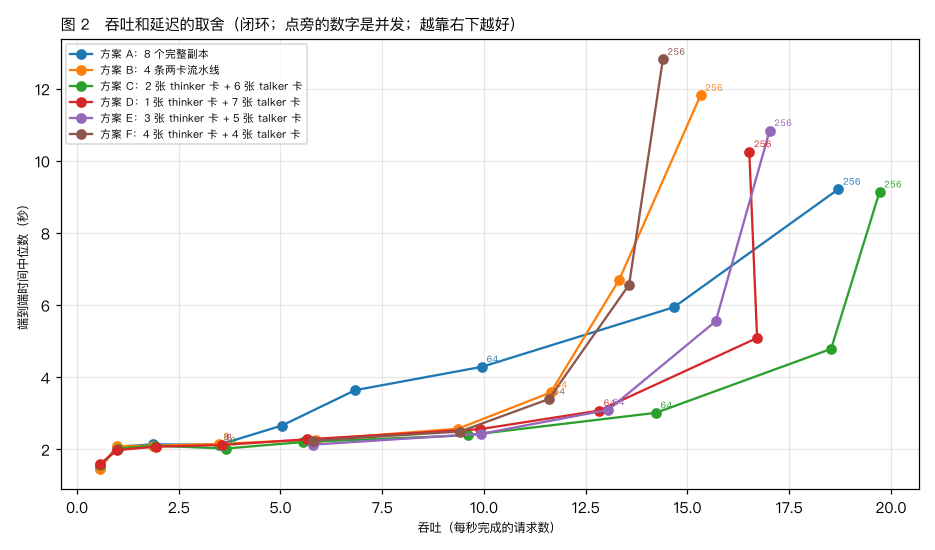 图 2　吞吐和延迟的取舍（闭环；点旁的数字是并发；越靠右下越好）
方案 A：8 个完整副本
方案 B：4 条两卡流水线
方案 C：2 张 thinker 卡 + 6 张 talker 卡
方案 D：1 张 thinker 卡 + 7 张 talker 卡
方案 E：3 张 thinker 卡 + 5 张 talker 卡
方案 F：4 张 thinker 卡 + 4 张 talker 卡
端到端时间中位数（秒）
12
10
8
6
4
2
256
256
256
256
256
256
64
64
64
64
0.0
2.5
5.0
7.5
10.0
12.5
15.0
17.5
20.0
吞吐（每秒完成的请求数）